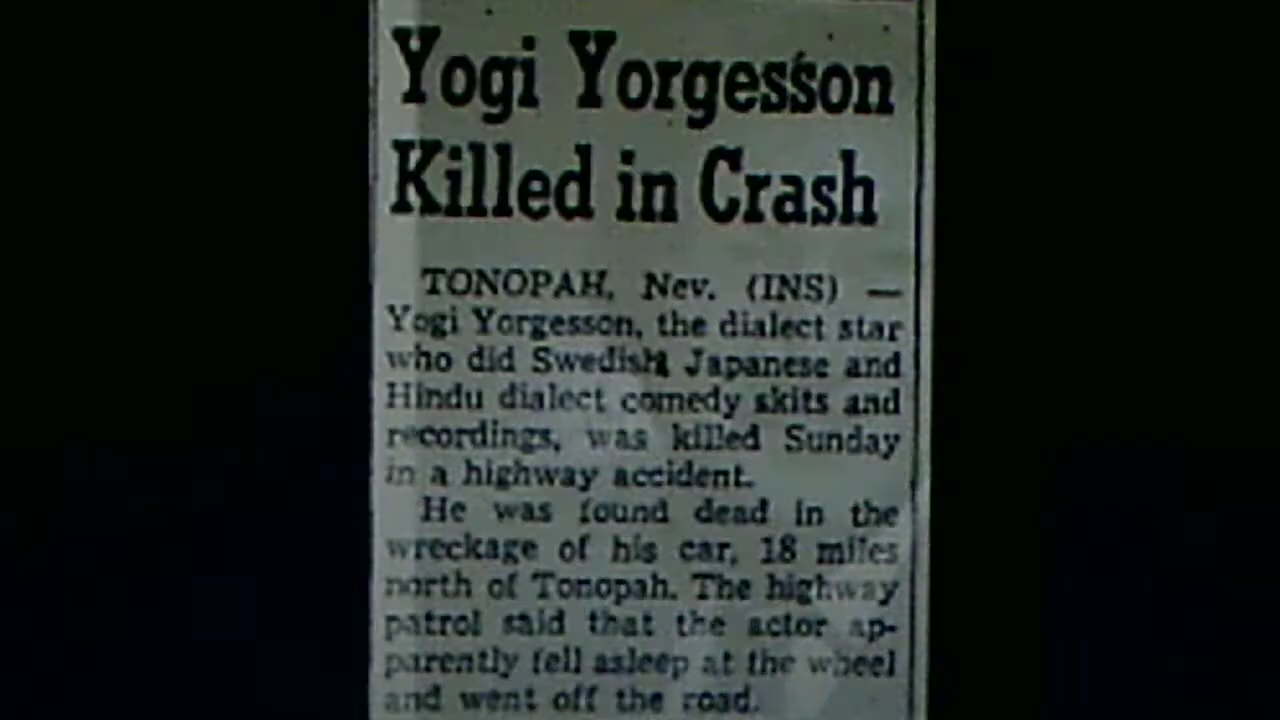 Yogi Yorgesson
Killed in Crash
TONOPAH, Nev. (INS) —
Yogi Yorgesson, the dialect star
who did Swedish, Japanese and
Hindu dialect comedy skits and
recordings, was killed Sunday
in a highway accident.
He was found dead in the
wreckage of his car, 18 miles
north of Tonopah. The highway
patrol said that the actor ap-
parently fell asleep at the wheel
and went off the road.